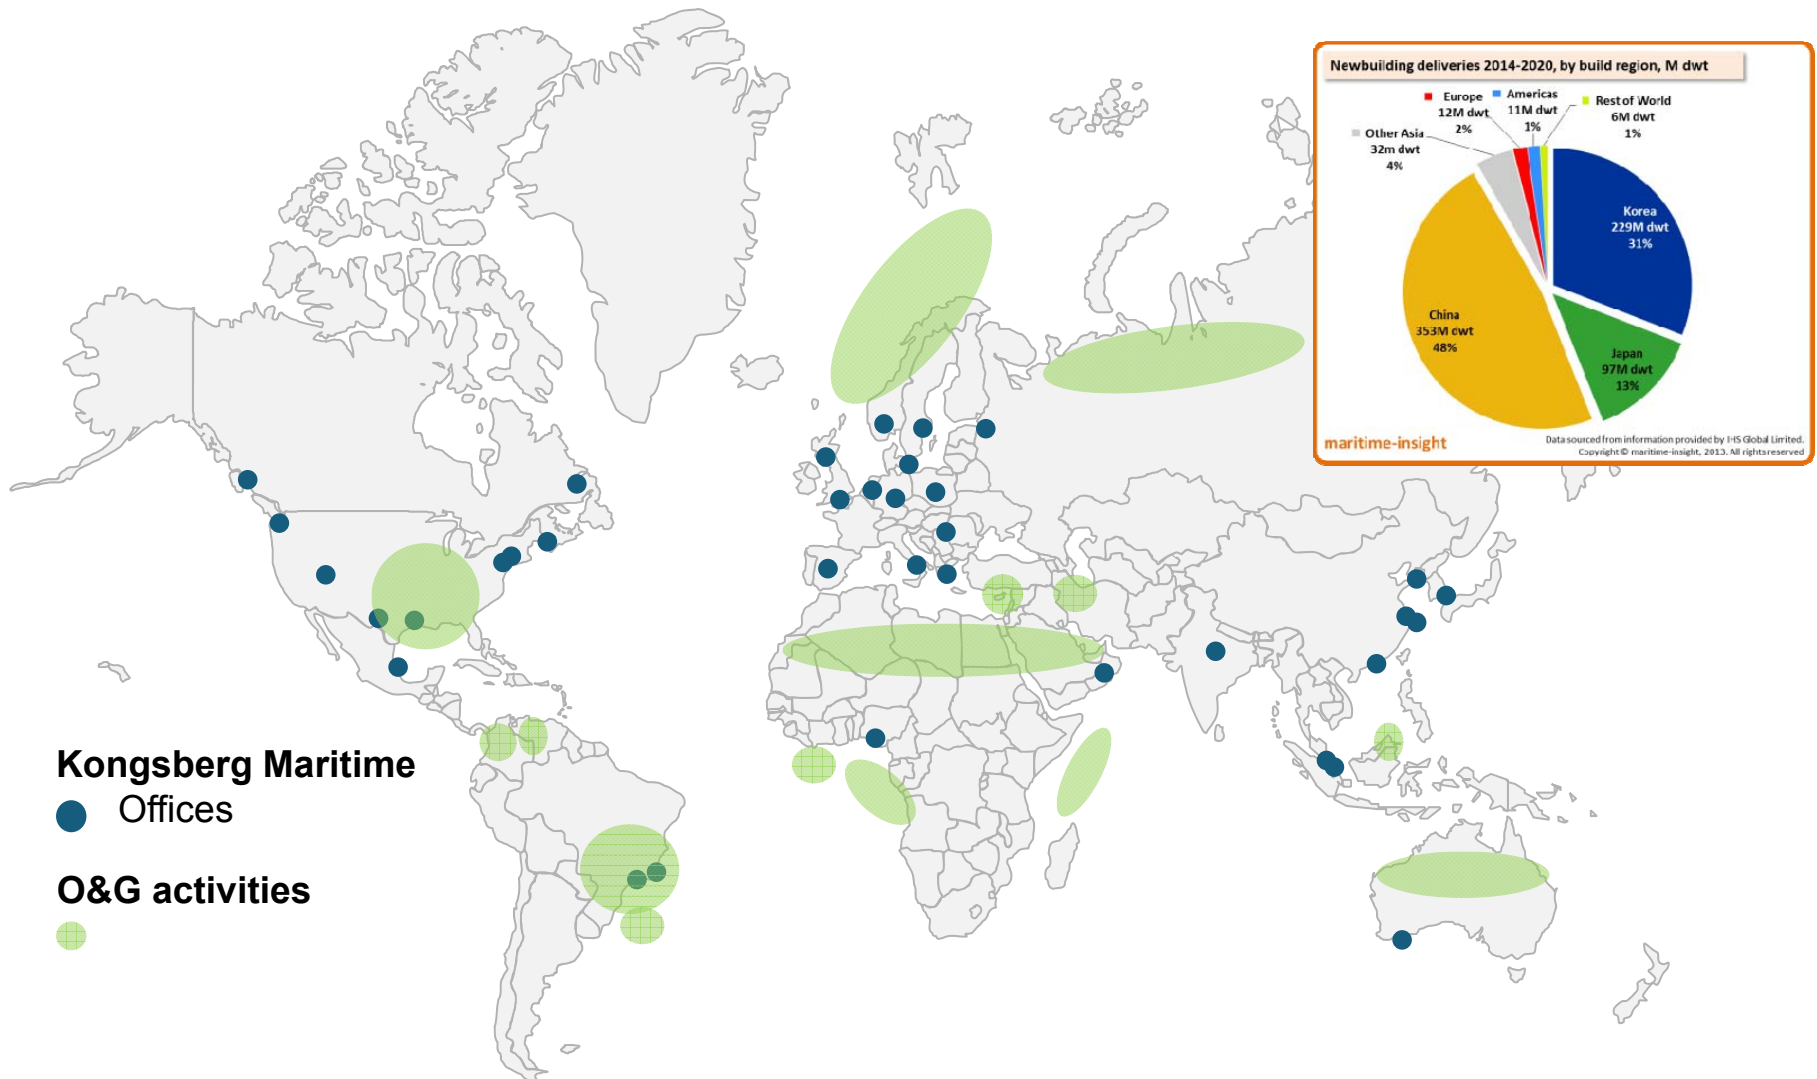 Newbuilding deliveries 2014-2020, by build region, M dwt
Europe
12M dwt
2%
Americas
11M dwt
1%
Rest of World
6M dwt
1%
Other Asia
32m dwt
4%
Korea
229M dwt
31%
China
353M dwt
48%
Japan
97M dwt
13%
maritime-insight
Data sourced from information provided by IHS Global Limited.
Copyright © maritime-insight, 2013. All rights reserved
Kongsberg Maritime
Offices
O&G activities